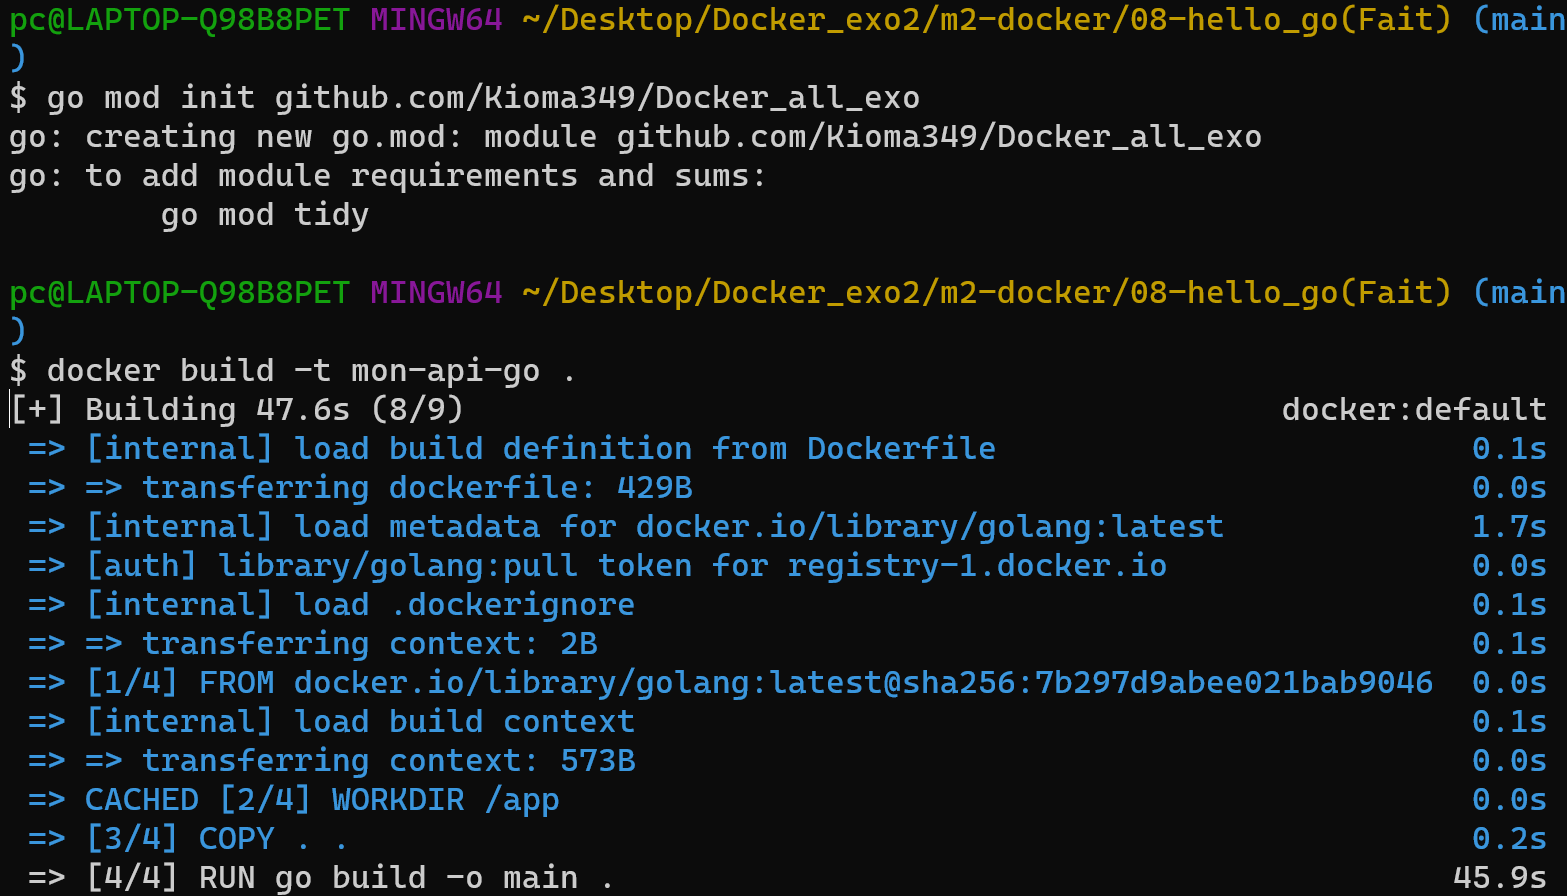 pc@LAPTOP-Q98B8PET MINGW64 ~/Desktop/Docker_exo2/m2-docker/08-hello_go(Fait) (main
)
$ go mod init github.com/Kioma349/Docker_all_exo
go: creating new go.mod: module github.com/Kioma349/Docker_all_exo
go: to add module requirements and sums:
        go mod tidy
pc@LAPTOP-Q98B8PET MINGW64 ~/Desktop/Docker_exo2/m2-docker/08-hello_go(Fait) (main
)
$ docker build -t mon-api-go .
[+] Building 47.6s (8/9) docker:default
=> [internal] load build definition from Dockerfile 0.1s
=> => transferring dockerfile: 429B 0.0s
=> [internal] load metadata for docker.io/library/golang:latest 1.7s
=> [auth] library/golang:pull token for registry-1.docker.io 0.0s
=> [internal] load .dockerignore 0.1s
=> => transferring context: 2B 0.1s
=> [1/4] FROM docker.io/library/golang:latest@sha256:7b297d9abee021bab9046 0.0s
=> [internal] load build context 0.1s
=> => transferring context: 573B 0.0s
=> CACHED [2/4] WORKDIR /app 0.0s
=> [3/4] COPY . . 0.2s
=> [4/4] RUN go build -o main . 45.9s